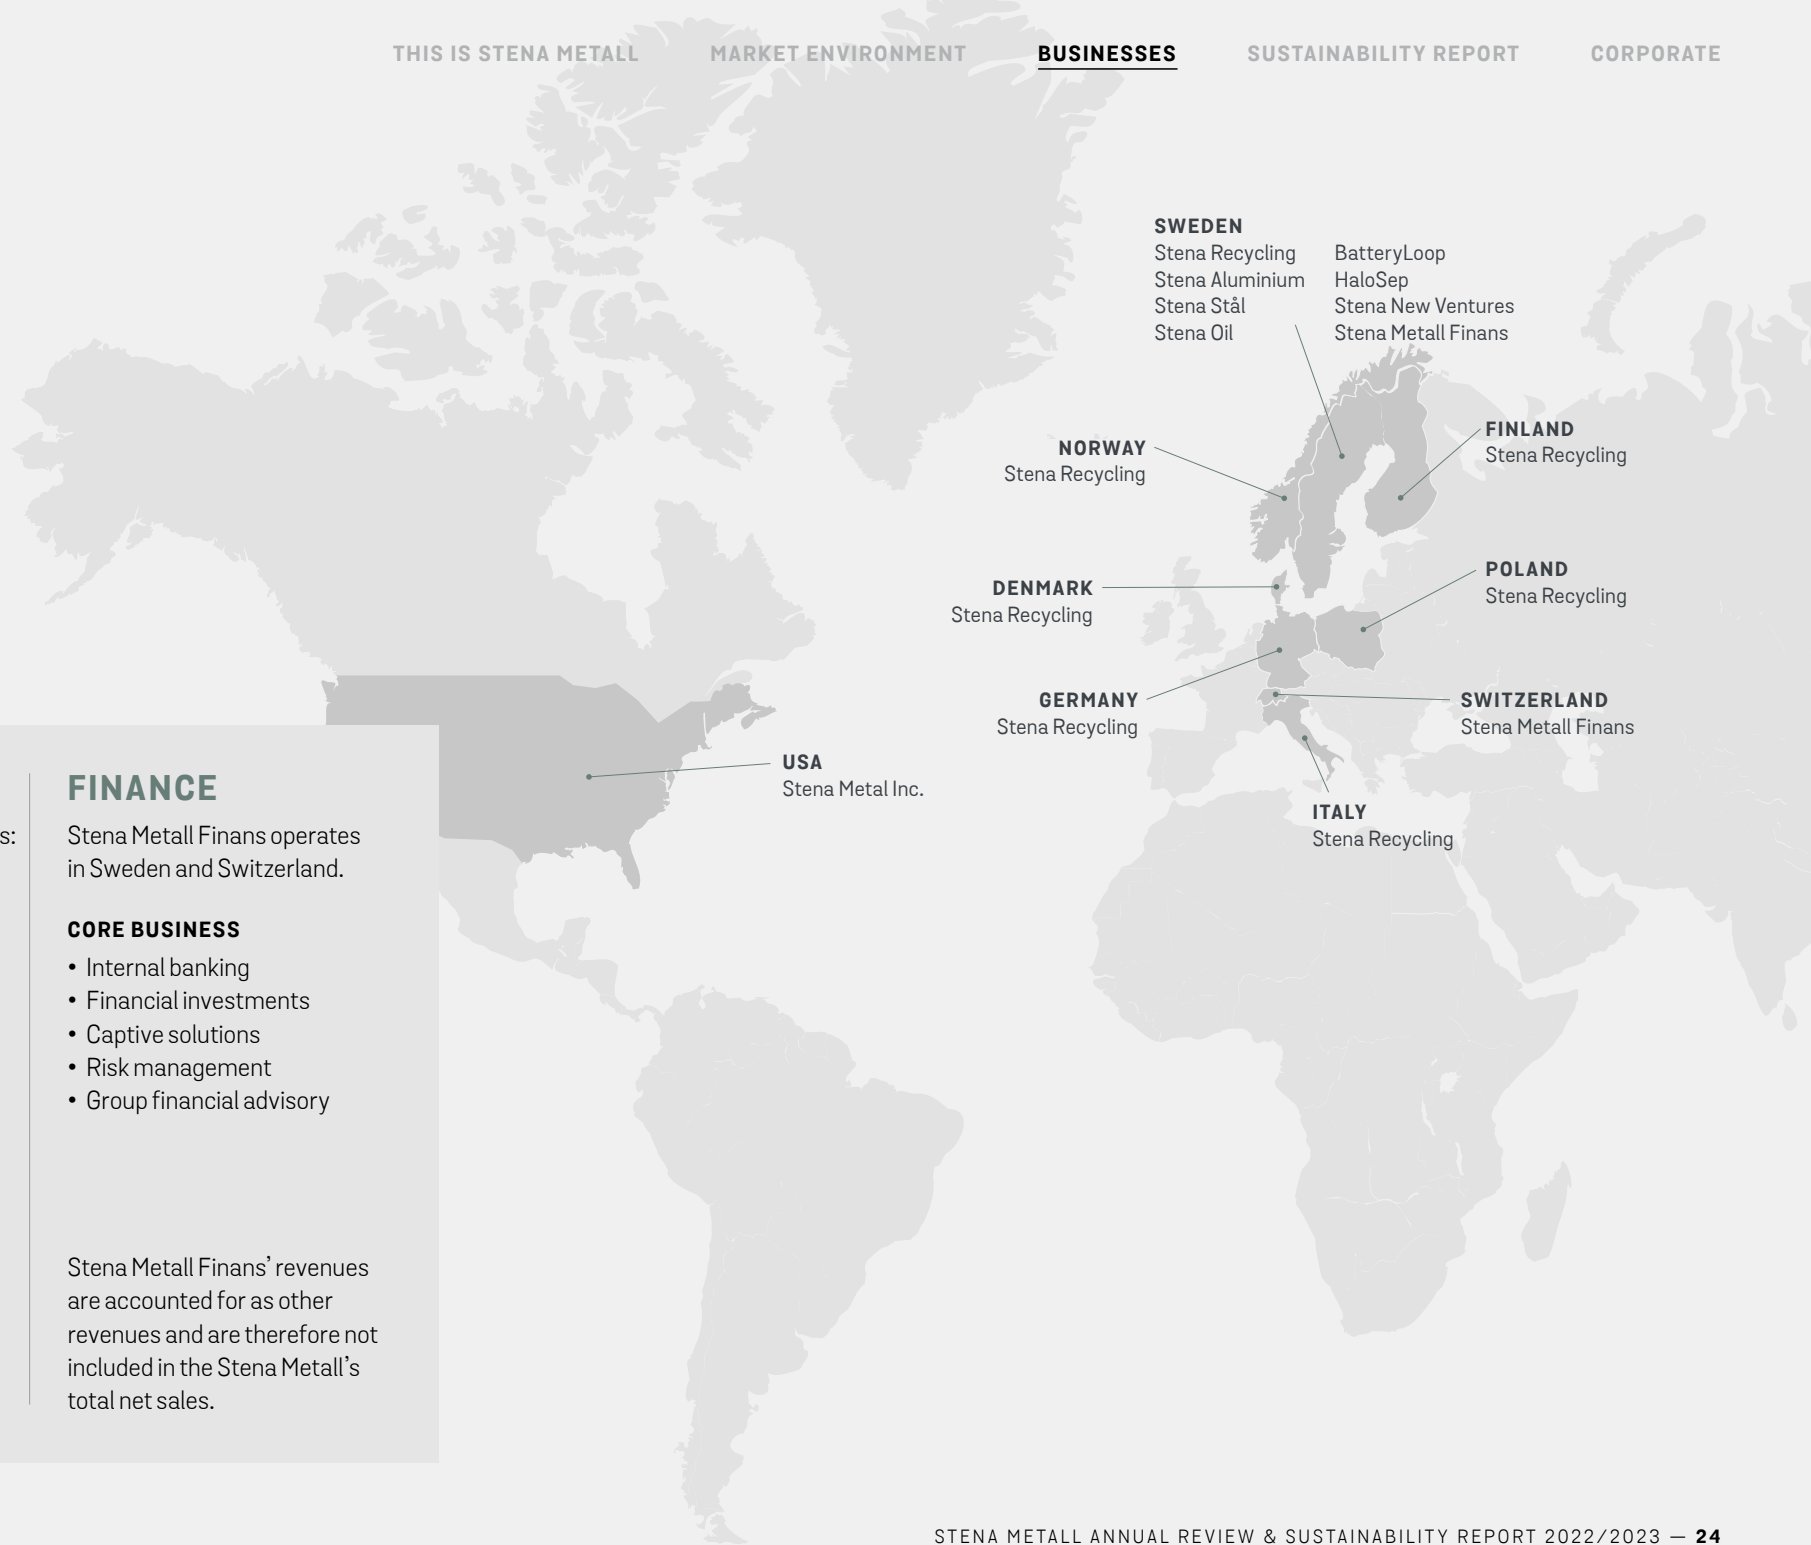 THIS IS STENA METALL MARKET ENVIRONMENT BUSINESSES SUSTAINABILITY REPORT CORPORATE
SWEDEN
Stena Recycling BatteryLoop
Stena Aluminium HaloSep
Stena Stål Stena New Ventures
Stena Oil Stena Metall Finans
NORWAY
Stena Recycling
FINLAND
Stena Recycling
DENMARK
Stena Recycling
POLAND
Stena Recycling
GERMANY
Stena Recycling
SWITZERLAND
Stena Metall Finans
USA
Stena Metal Inc.
ITALY
Stena Recycling
s:
FINANCE
Stena Metall Finans operates
in Sweden and Switzerland.
CORE BUSINESS
• Internal banking
• Financial investments
• Captive solutions
• Risk management
• Group financial advisory
Stena Metall Finans’ revenues
are accounted for as other
revenues and are therefore not
included in the Stena Metall’s
total net sales.
STENA METALL ANNUAL REVIEW & SUSTAINABILITY REPORT 2022/2023 — 24